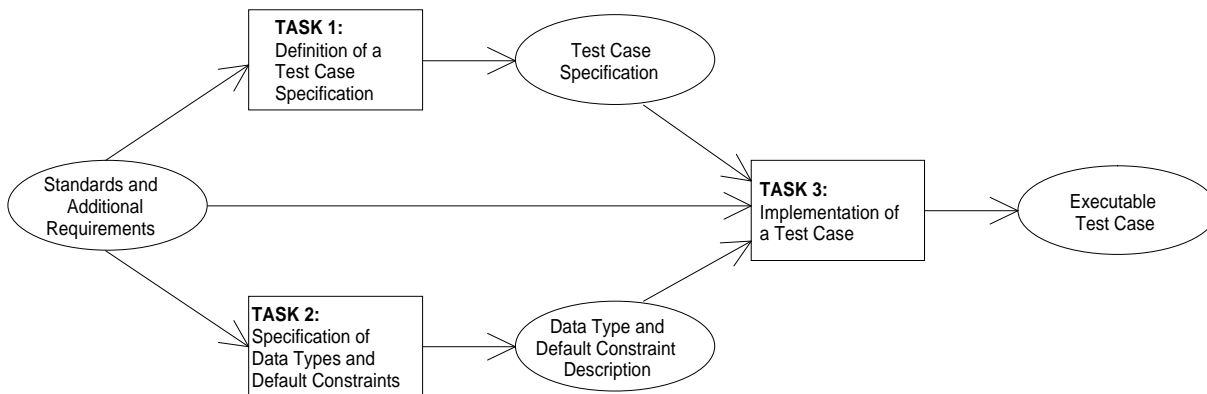 TASK 1:
Definition of a
Test Case
Specification
Test Case
Specification
Standards and
Additional
Requirements
TASK 3:
Implementation of
a Test Case
Executable
Test Case
TASK 2:
Specification of
Data Types and
Default Constraints
Data Type and
Default Constraint
Description